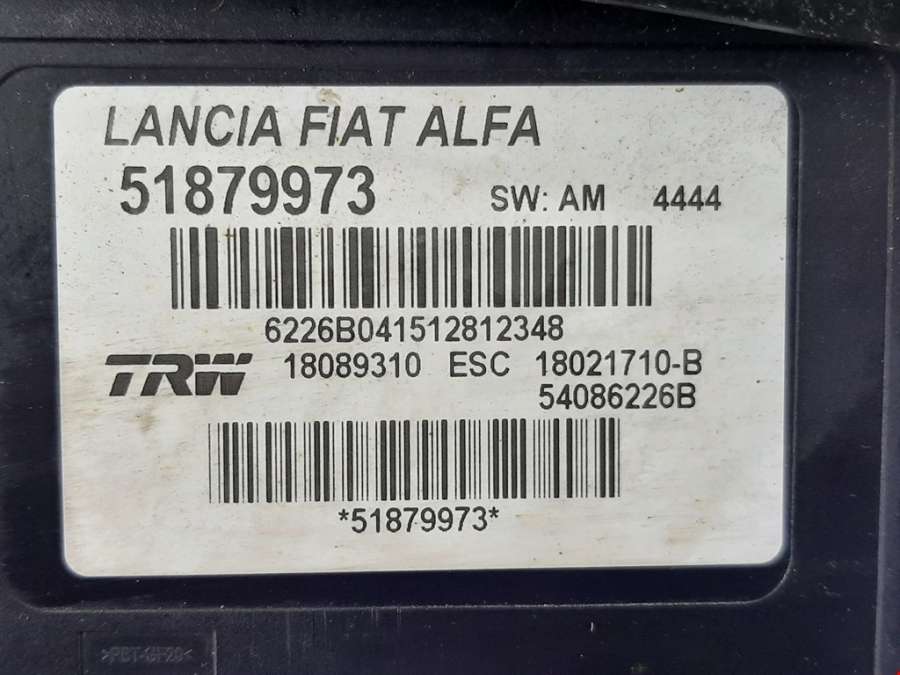 LANCIA FIAT ALFA
51879973 SW: AM 4444
6226B041512812348
TRW 18089310 ESC 18021710-B
54086226B
*51879973*